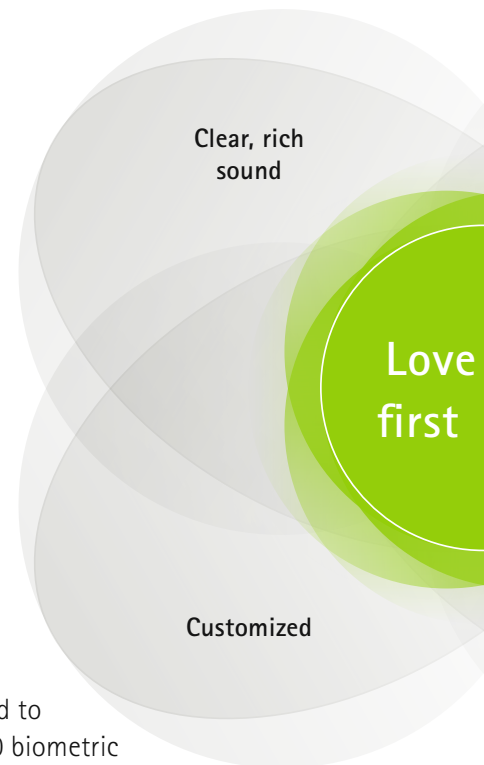 Clear, rich
sound
Love
first
Customized
d to
biometric